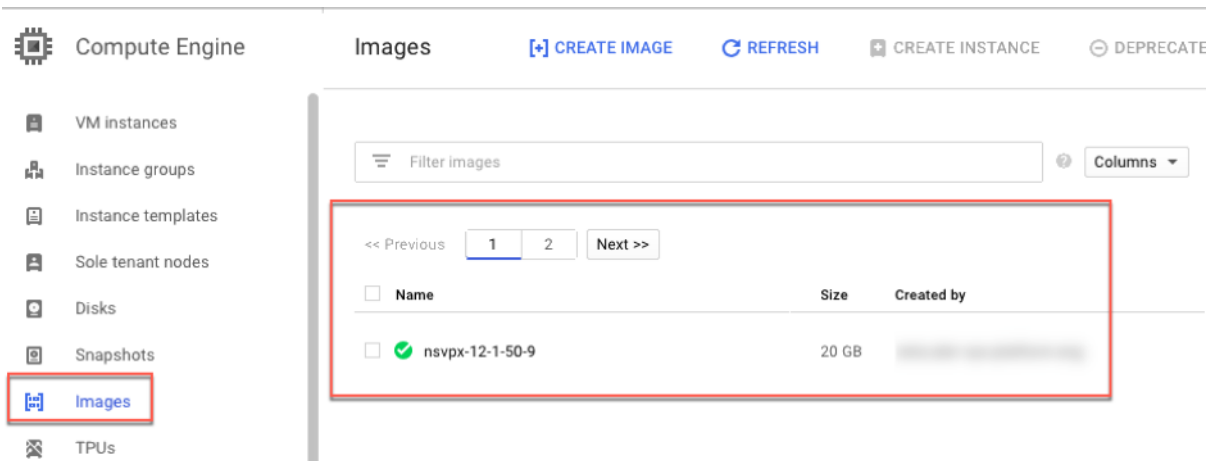 Compute Engine
Images
CREATE IMAGE
REFRESH
CREATE INSTANCE
DEPRECATE
VM instances
Instance groups
Instance templates
Sole tenant nodes
Disks
Snapshots
Images
TPUs
Filter images
Columns
<< Previous 1 2 Next >>
Name Size Created by
nsvpx-12-1-50-9 20 GB